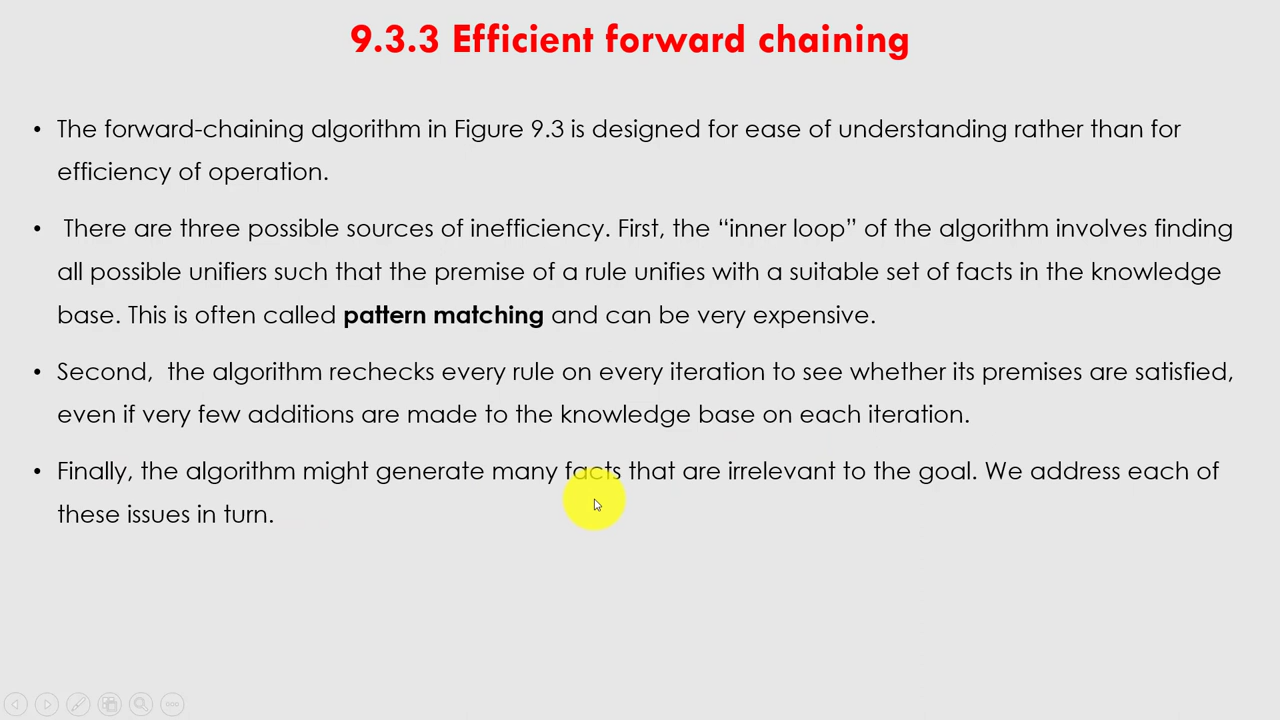 9.3.3 Efficient forward chaining
• The forward-chaining algorithm in Figure 9.3 is designed for ease of understanding rather than for
efficiency of operation.
• There are three possible sources of inefficiency. First, the “inner loop” of the algorithm involves finding
all possible unifiers such that the premise of a rule unifies with a suitable set of facts in the knowledge
base. This is often called pattern matching and can be very expensive.
• Second,  the algorithm rechecks every rule on every iteration to see whether its premises are satisfied,
even if very few additions are made to the knowledge base on each iteration.
• Finally, the algorithm might generate many facts that are irrelevant to the goal. We address each of
these issues in turn.